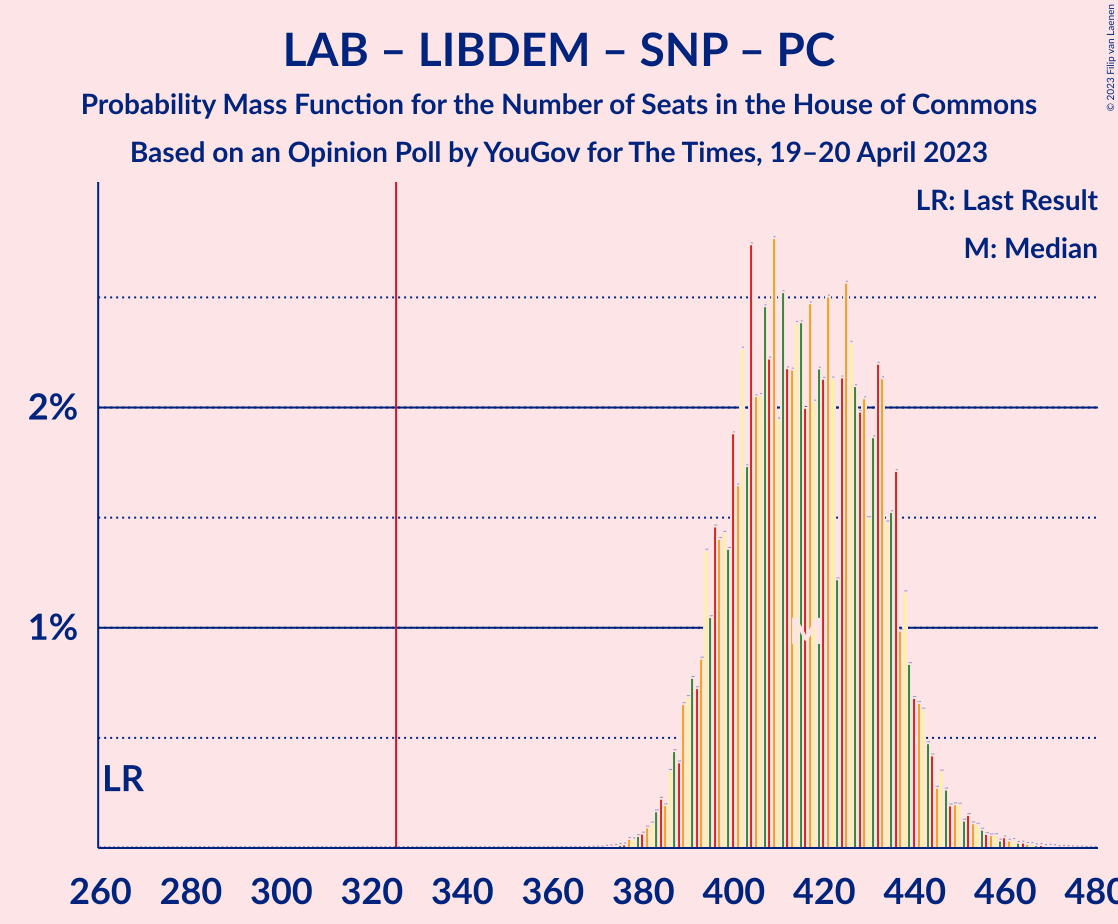 LAB – LIBDEM – SNP – PC
Probability Mass Function for the Number of Seats in the House of Commons
Based on an Opinion Poll by YouGov for The Times, 19–20 April 2023
© 2023 Filip van Laenen
LR: Last Result
M: Median
2%
1%
M
LR
260 280 300 320 340 360 380 400 420 440 460 480